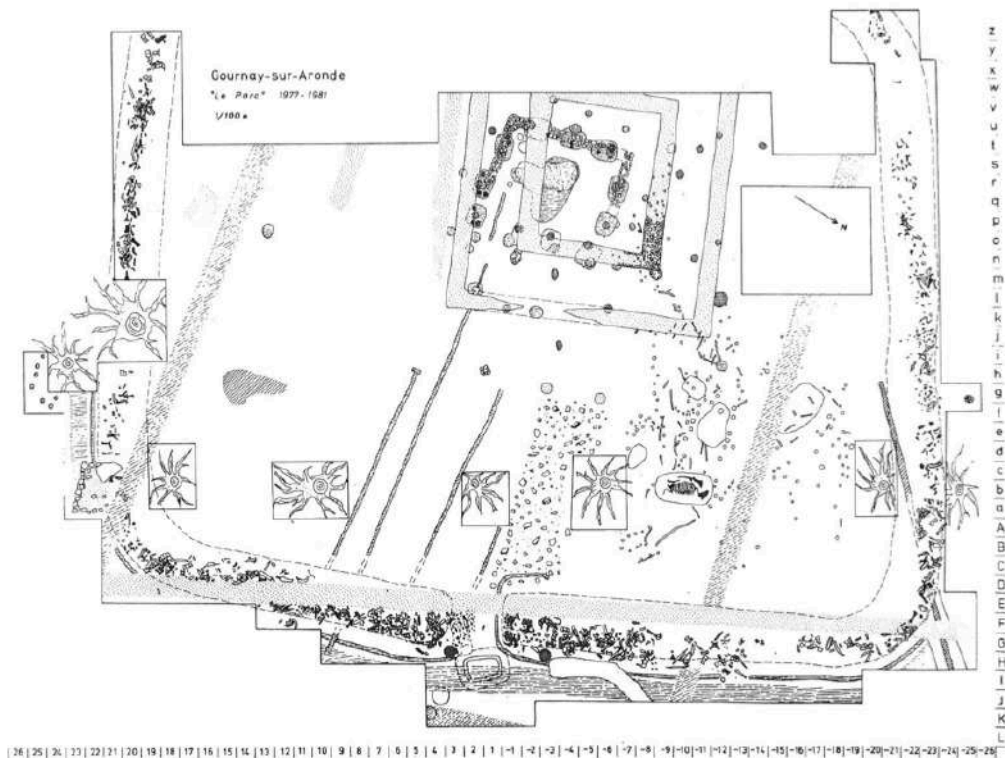 Gournay-sur-Aronde
"Le Parc" 1977-1981
1/100e
N
z
y
x
w
v
u
t
s
r
q
p
o
n
m
l
k
j
i
h
g
e
d
c
b
a
A
B
C
D
E
F
G
H
I
J
K
L
26 | 25 | 24 | 23 | 22 | 21 | 20 | 19 | 18 | 17 | 16 | 15 | 14 | 13 | 12 | 11 | 10 | 9 | 8 | 7 | 6 | 5 | 4 | 3 | 2 | 1 | -1 | -2 | -3 | -4 | -5 | -6 | -7 | -8 | -9 | -10 | -11 | -12 | -13 | -14 | -15 | -16 | -17 | -18 | -19 | -20 | -21 | -22 | -23 | -24 | -25 | -26